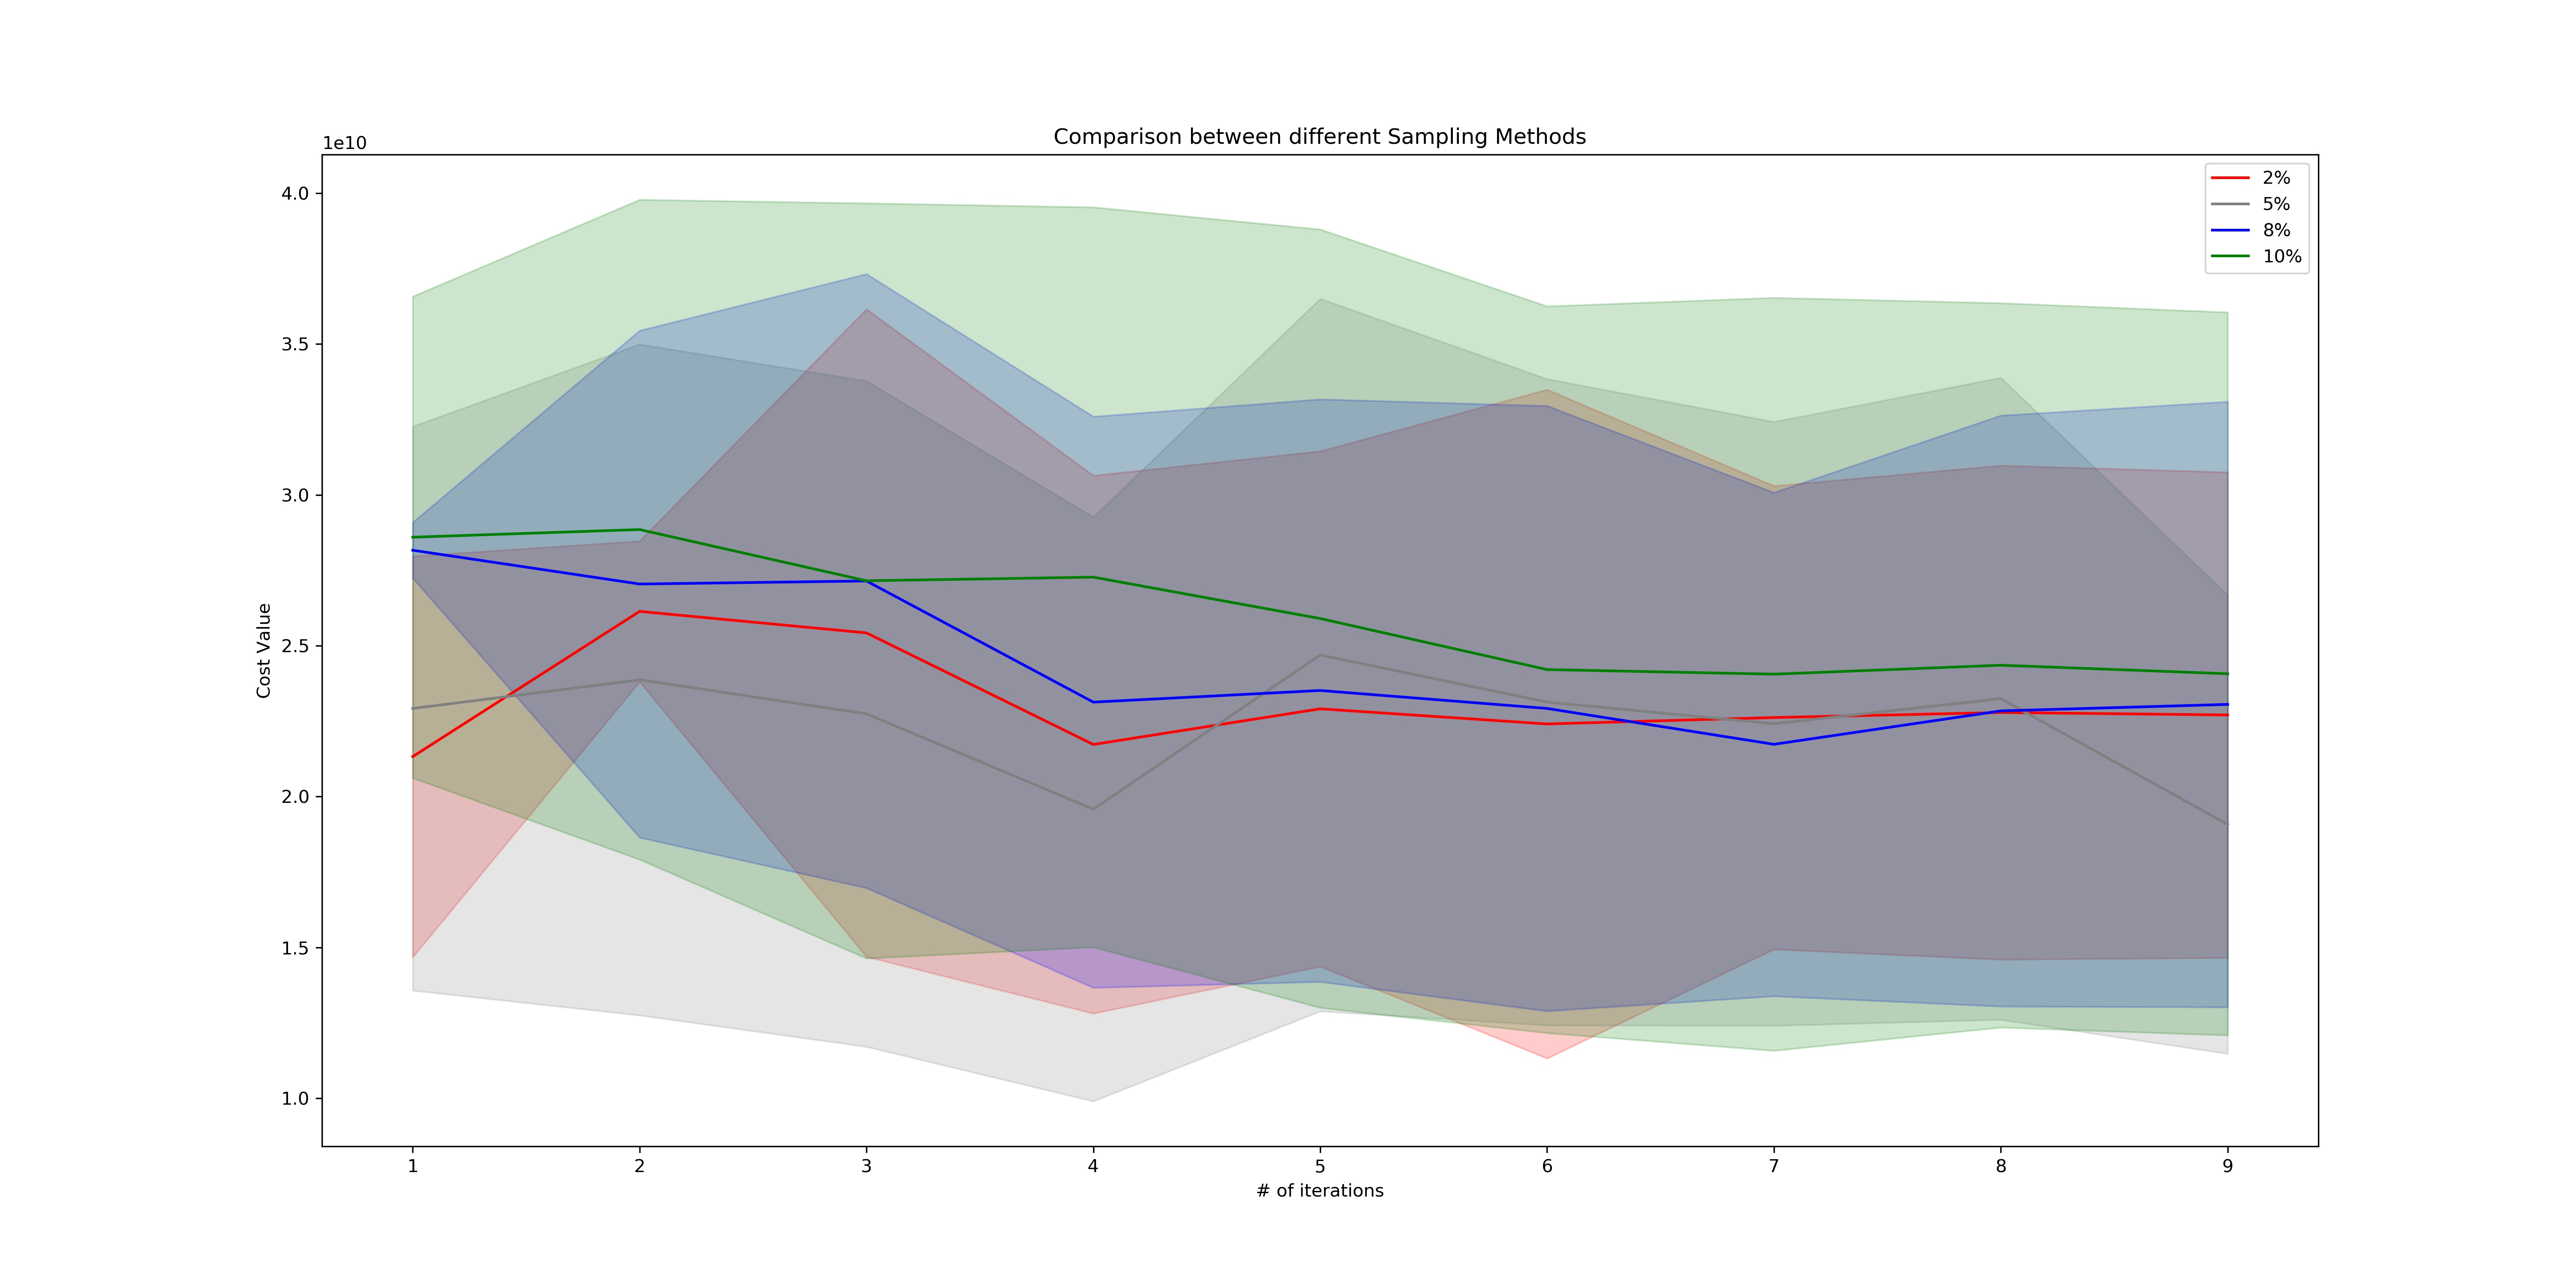 Comparison between different Sampling Methods
1e10
4.0
3.5
3.0
2.5
2.0
1.5
1.0
Cost Value
1 2 3 4 5 6 7 8 9
# of iterations
2%
5%
8%
10%